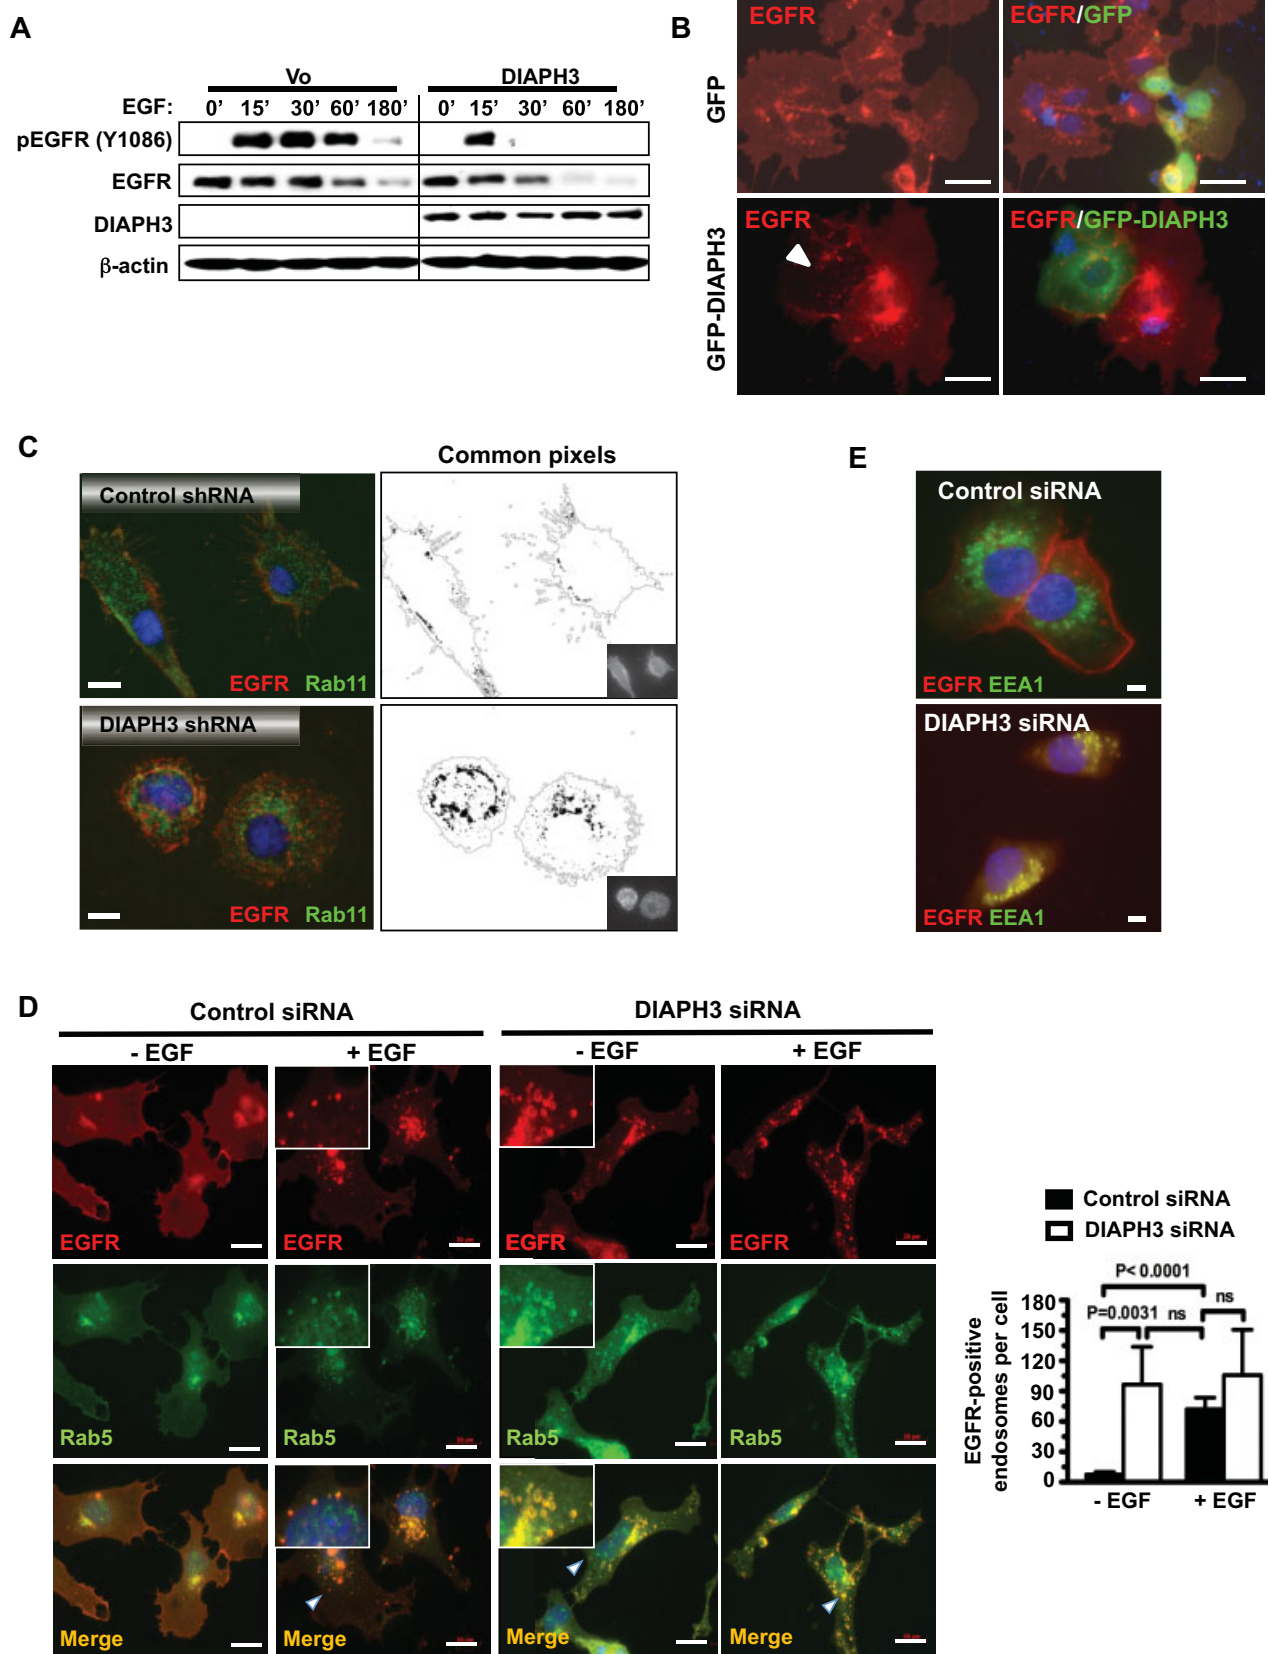 A
Vo DIAPH3
EGF: 0' 15' 30' 60' 180' 0' 15' 30' 60' 180'
pEGFR (Y1086)
EGFR
DIAPH3
β-actin
B
GFP
EGFR
EGFR/GFP
GFP-DIAPH3
EGFR
EGFR/GFP-DIAPH3
C
Common pixels
Control shRNA
EGFR Rab11
DIAPH3 shRNA
EGFR Rab11
E
Control siRNA
EGFR EEA1
DIAPH3 siRNA
EGFR EEA1
D
Control siRNA DIAPH3 siRNA
- EGF + EGF - EGF + EGF
EGFR EGFR EGFR EGFR
Rab5 Rab5 Rab5 Rab5
Merge Merge Merge Merge
Control siRNA
DIAPH3 siRNA
P< 0.0001
P=0.0031 ns ns
EGFR-positive
endosomes per cell
180
150
120
90
60
30
0
- EGF + EGF